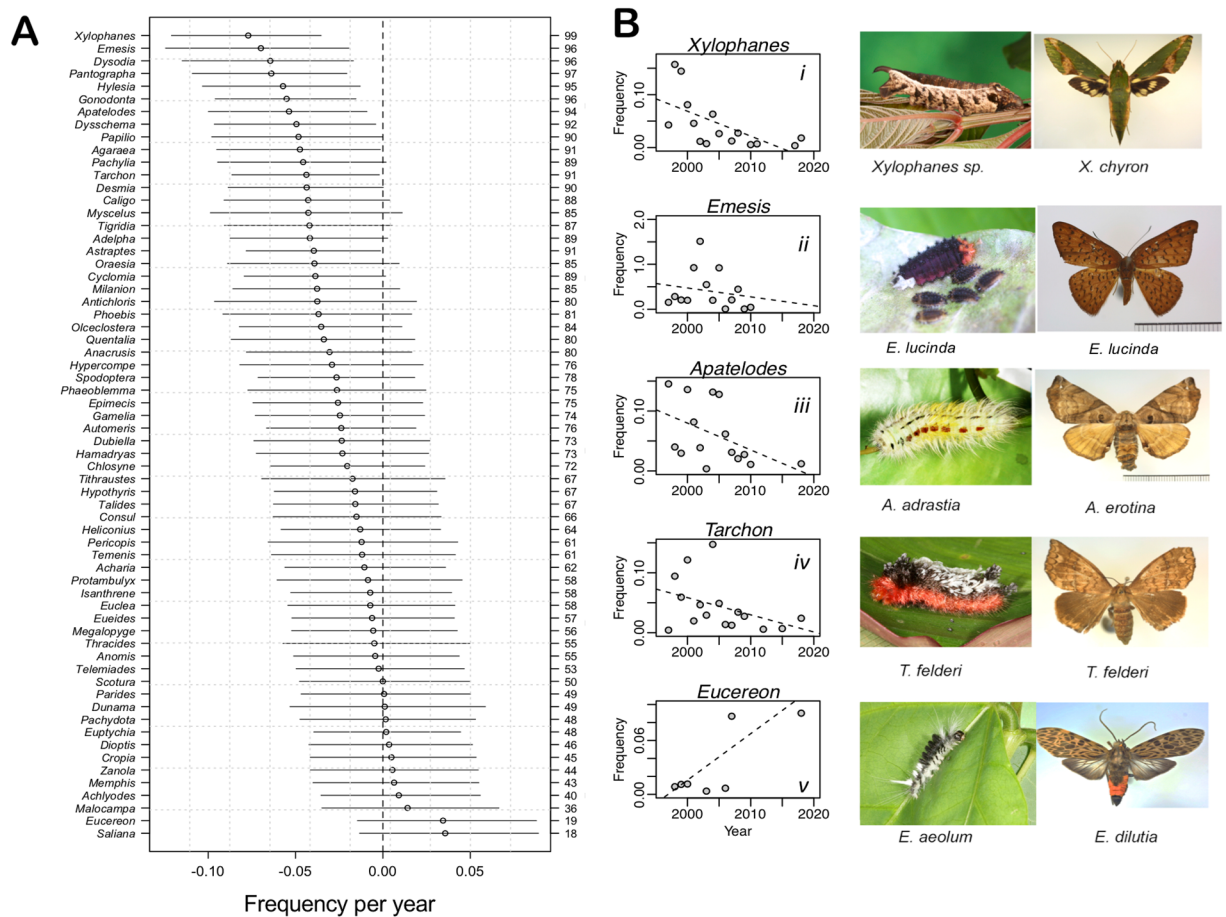 A
Xylophanes 99
Emesis 96
Dysodia 96
Pantographa 97
Hylesia 95
Gonodonta 96
Apatelodes 94
Dysschema 92
Papilio 90
Agaraea 91
Pachylia 89
Tarchon 91
Desmia 90
Caligo 88
Myscelus 85
Tigridia 87
Adelpha 89
Astraptes 91
Oraesia 85
Cyclomia 89
Milanion 85
Antichloris 80
Phoebis 81
Olceclostera 84
Quentalia 80
Anacrusis 80
Hypercompe 76
Spodoptera 78
Phaeoblemma 75
Epimecis 75
Gamelia 74
Automeris 76
Dubiella 73
Hamadryas 73
Chlosyne 72
Tithraustes 67
Hypothyris 67
Talides 67
Consul 66
Heliconius 64
Pericopis 61
Temenis 61
Acharia 62
Protambulyx 58
Isanthrene 58
Euclea 58
Eueides 57
Megalopyge 56
Thracides 55
Anomis 55
Telemiades 53
Scotura 50
Parides 49
Dunama 49
Pachydota 48
Euptychia 48
Dioptis 46
Cropia 45
Zanola 44
Memphis 43
Achlyodes 40
Malocampa 36
Eucereon 19
Saliana 18
-0.10 -0.05 0.00 0.05
Frequency per year
B
Xylophanes
i
Frequency
0.00 0.10
2000 2005 2010 2015 2020
Xylophanes sp.
X. chyron
Emesis
ii
Frequency
0.0 1.0 2.0
2000 2010 2020
E. lucinda
E. lucinda
Apatelodes
iii
Frequency
0.00 0.10
2000 2005 2010 2015 2020
A. adrastia
A. erotina
Tarchon
iv
Frequency
0.00 0.10
2000 2005 2010 2015 2020
T. felderi
T. felderi
Eucereon
v
Frequency
0.00 0.06
2000 2005 2010 2015 2020
Year
E. aeolum
E. dilutia